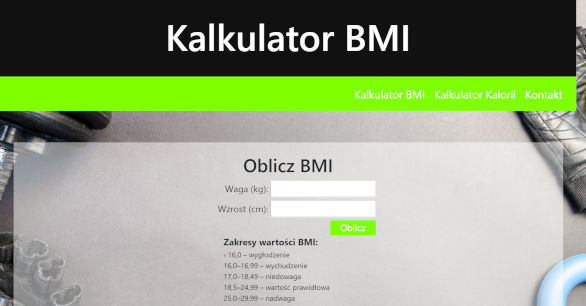 Kalkulator BMI
Kalkulator BMI Kalkulator Kalorii Kontakt
Oblicz BMI
Waga (kg):
Wzrost (cm):
Oblicz
Zakresy wartości BMI:
‹ 16,0 – wygłodzenie
16,0–16,99 – wychudzenie
17,0–18,49 – niedowaga
18,5–24,99 – wartość prawidłowa
25,0–29,99 – nadwaga